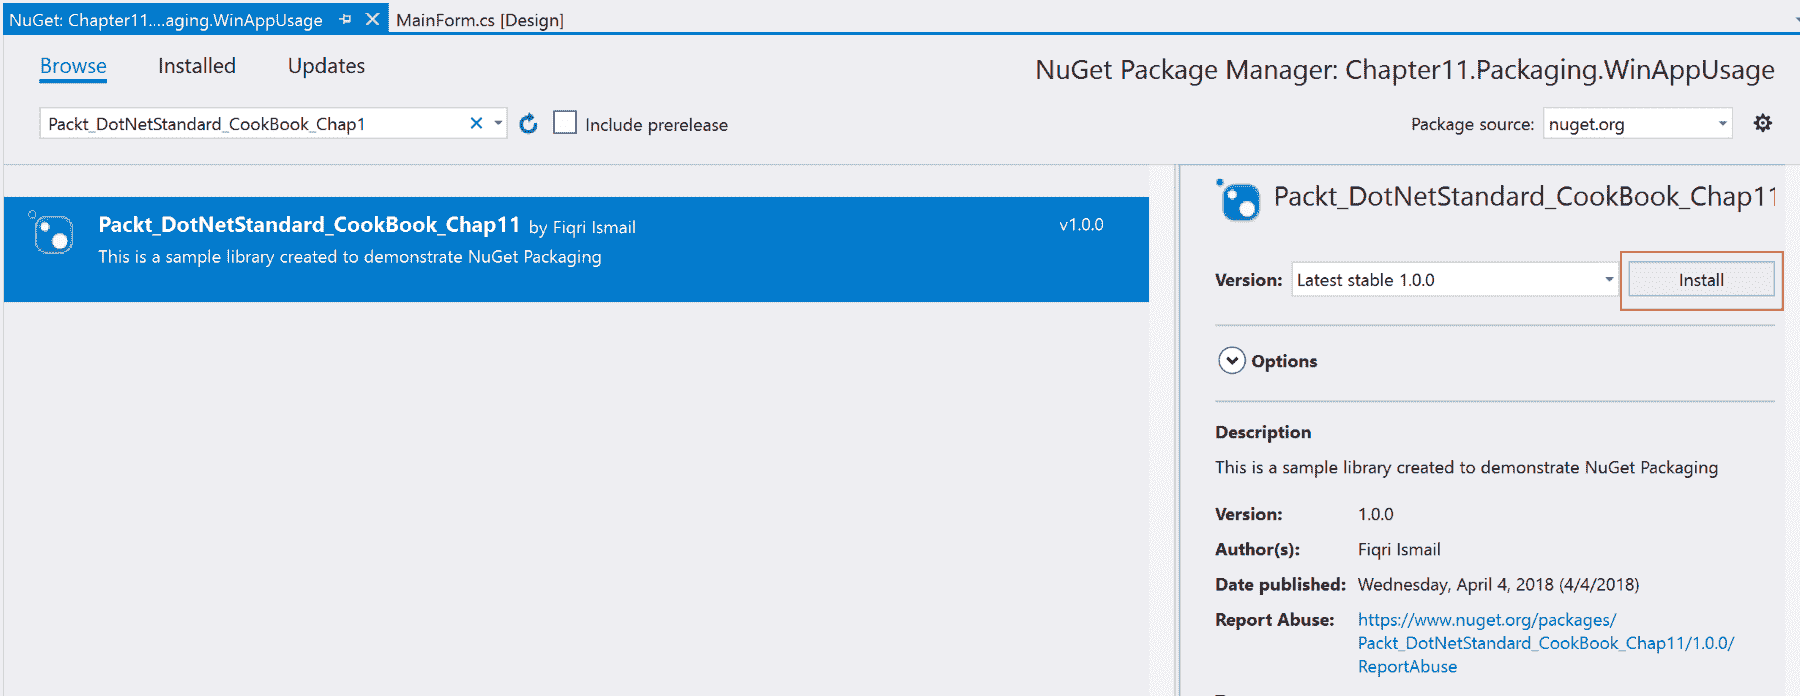 NuGet: Chapter11....aging.WinAppUsage
MainForm.cs [Design]
Browse Installed Updates
NuGet Package Manager: Chapter11.Packaging.WinAppUsage
Packt_DotNetStandard_CookBook_Chap1
Include prerelease
Package source: nuget.org
Packt_DotNetStandard_CookBook_Chap11 by Fiqri Ismail v1.0.0
This is a sample library created to demonstrate NuGet Packaging
Packt_DotNetStandard_CookBook_Chap11
Version: Latest stable 1.0.0 Install
Options
Description
This is a sample library created to demonstrate NuGet Packaging
Version: 1.0.0
Author(s): Fiqri Ismail
Date published: Wednesday, April 4, 2018 (4/4/2018)
Report Abuse: https://www.nuget.org/packages/
Packt_DotNetStandard_CookBook_Chap11/1.0.0/
ReportAbuse